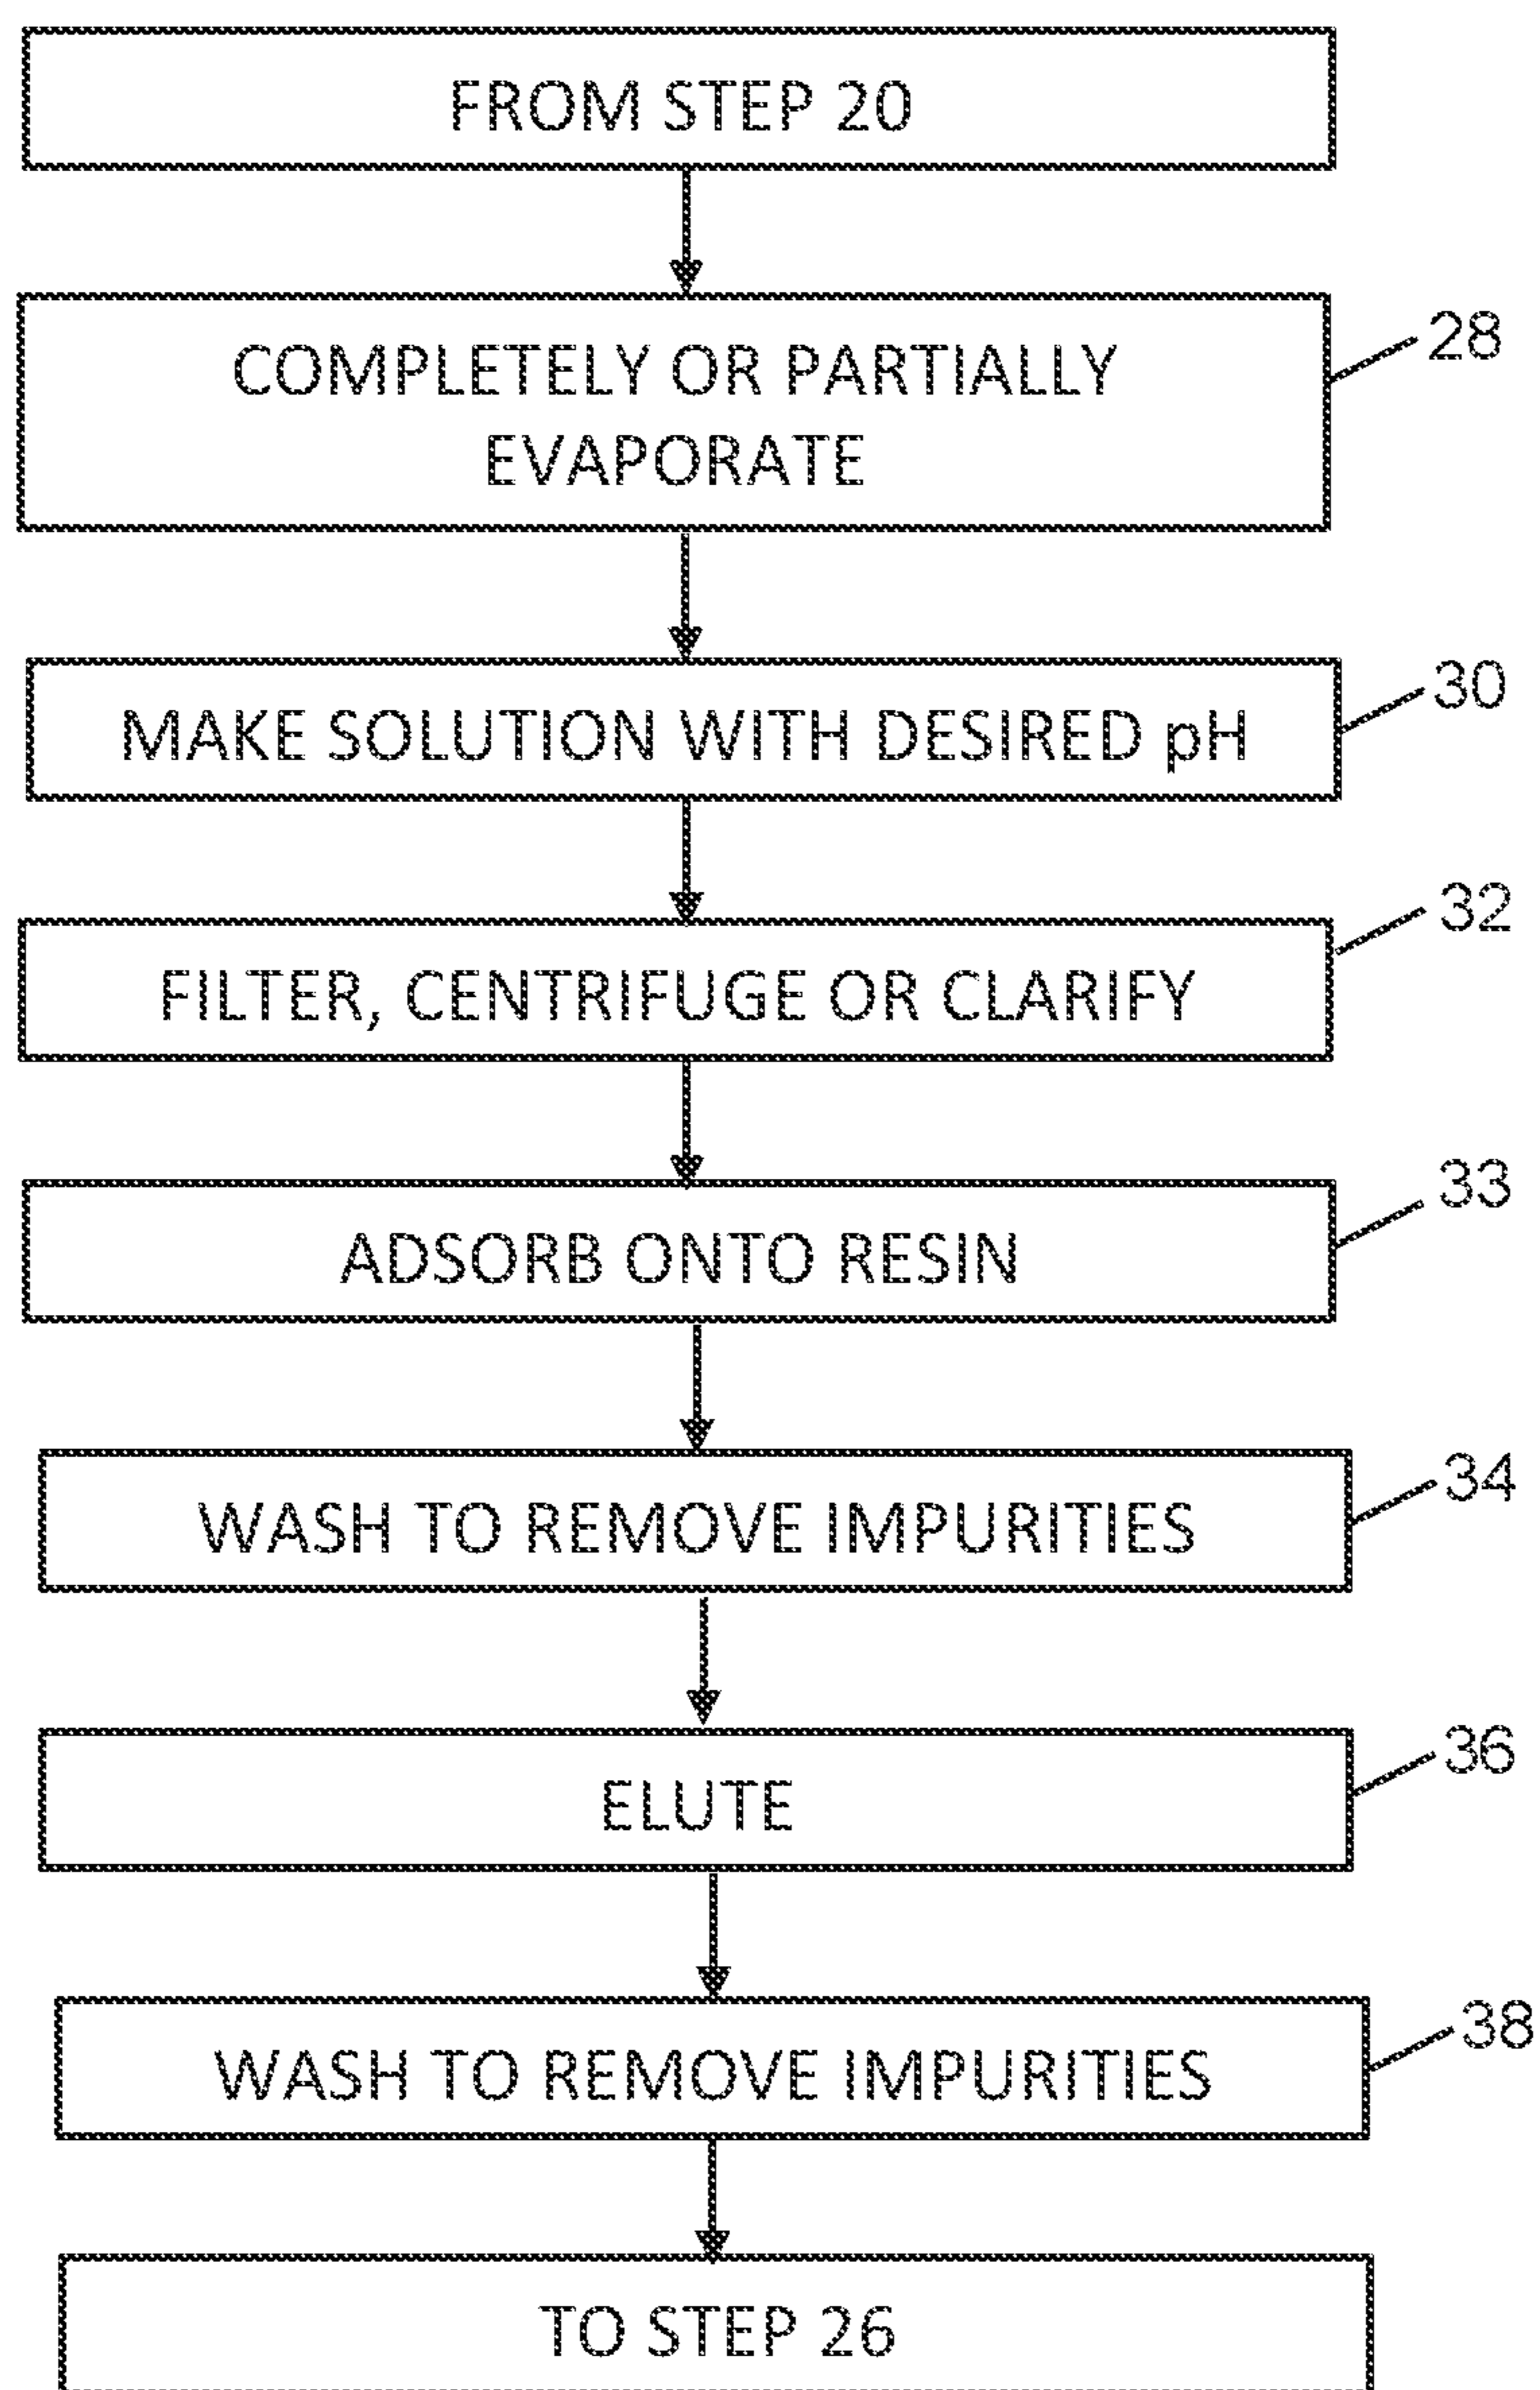 FROM STEP 20
COMPLETELY OR PARTIALLY
EVAPORATE
28
MAKE SOLUTION WITH DESIRED pH
30
FILTER, CENTRIFUGE OR CLARIFY
32
ADSORB ONTO RESIN
33
WASH TO REMOVE IMPURITIES
34
ELUTE
36
WASH TO REMOVE IMPURITIES
38
TO STEP 26